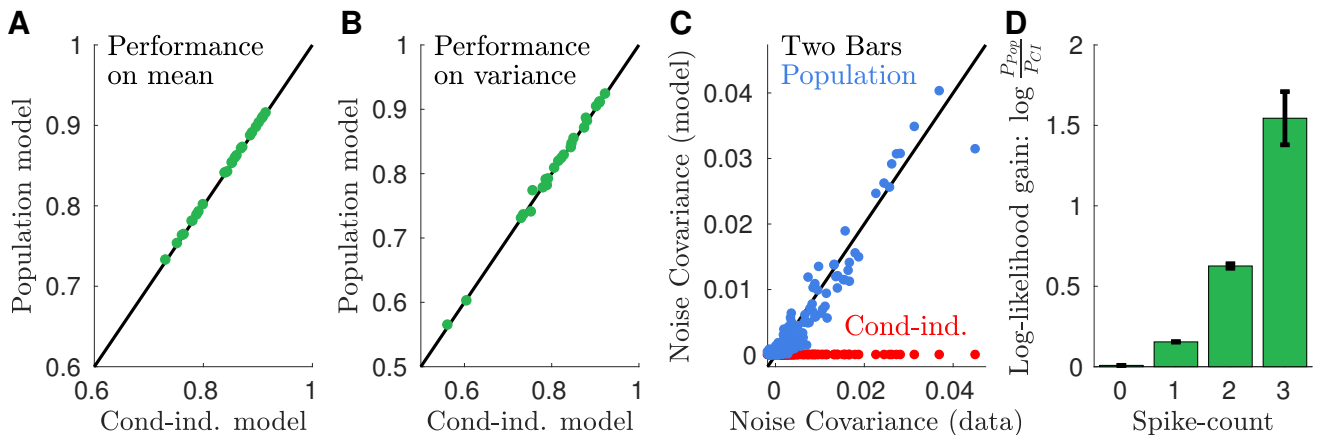 A
Performance
on mean
Population model
1
0.9
0.8
0.7
0.6
0.6
0.8
1
Cond-ind. model
B
Performance
on variance
Population model
1
0.9
0.8
0.7
0.6
0.5
0.6
0.8
1
Cond-ind. model
C
Two Bars
Population
Cond-ind.
Noise Covariance (model)
0.04
0.03
0.02
0.01
0
0
0.02
0.04
Noise Covariance (data)
D
Log-likelihood gain: log P_Pop/P_CI
2
1.5
1
0.5
0
0
1
2
3
Spike-count